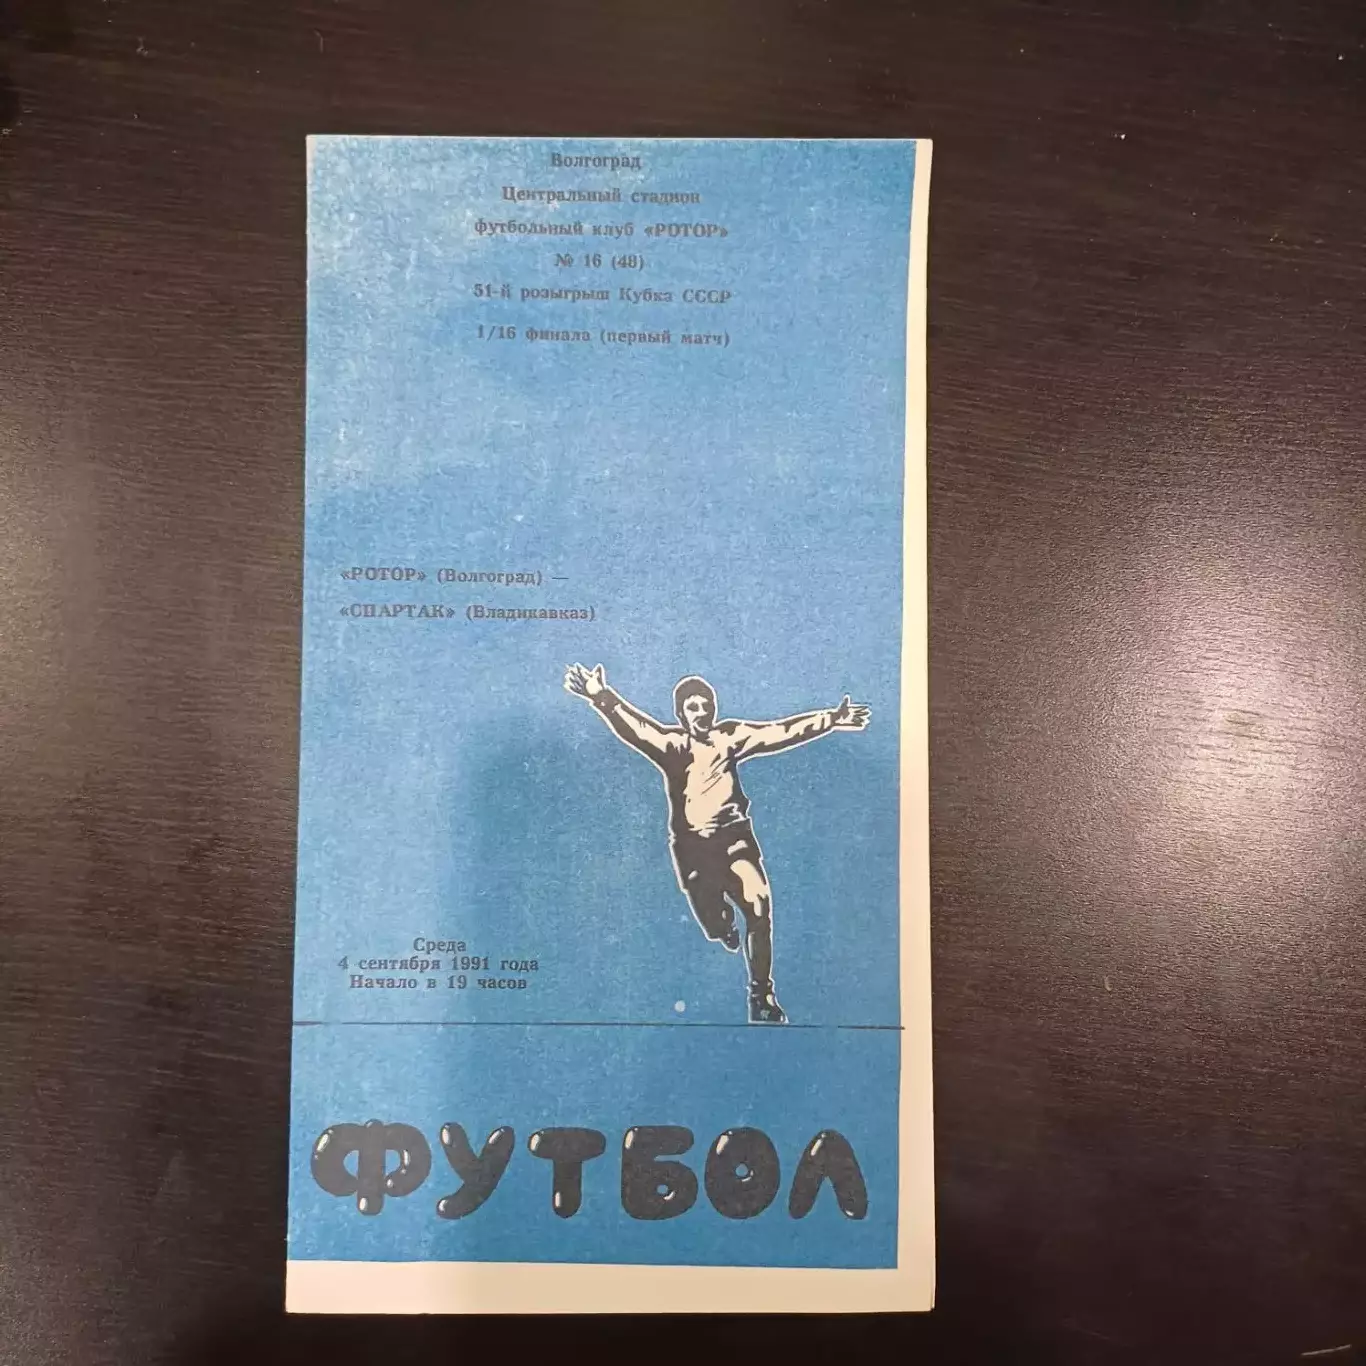 Волгоград
Центральный стадион
футбольный клуб «РОТОР»
№ 16 (48)
51-й розыгрыш Кубка СССР
1/16 финала (первый матч)
«РОТОР» (Волгоград) —
«СПАРТАК» (Владикавказ)
Среда
4 сентября 1991 года
Начало в 19 часов
ФУТБОЛ